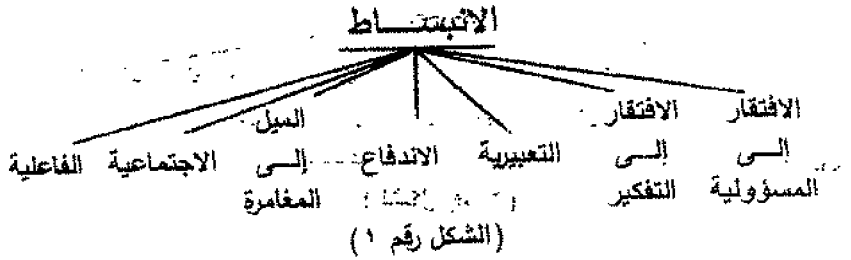 الانبساط
الافتقار إلى المسؤولية
الافتقار إلى التفكير
التعبيرية
الاندفاع
الميل إلى المغامرة
الاجتماعية
الفاعلية
(الشكل رقم ١)